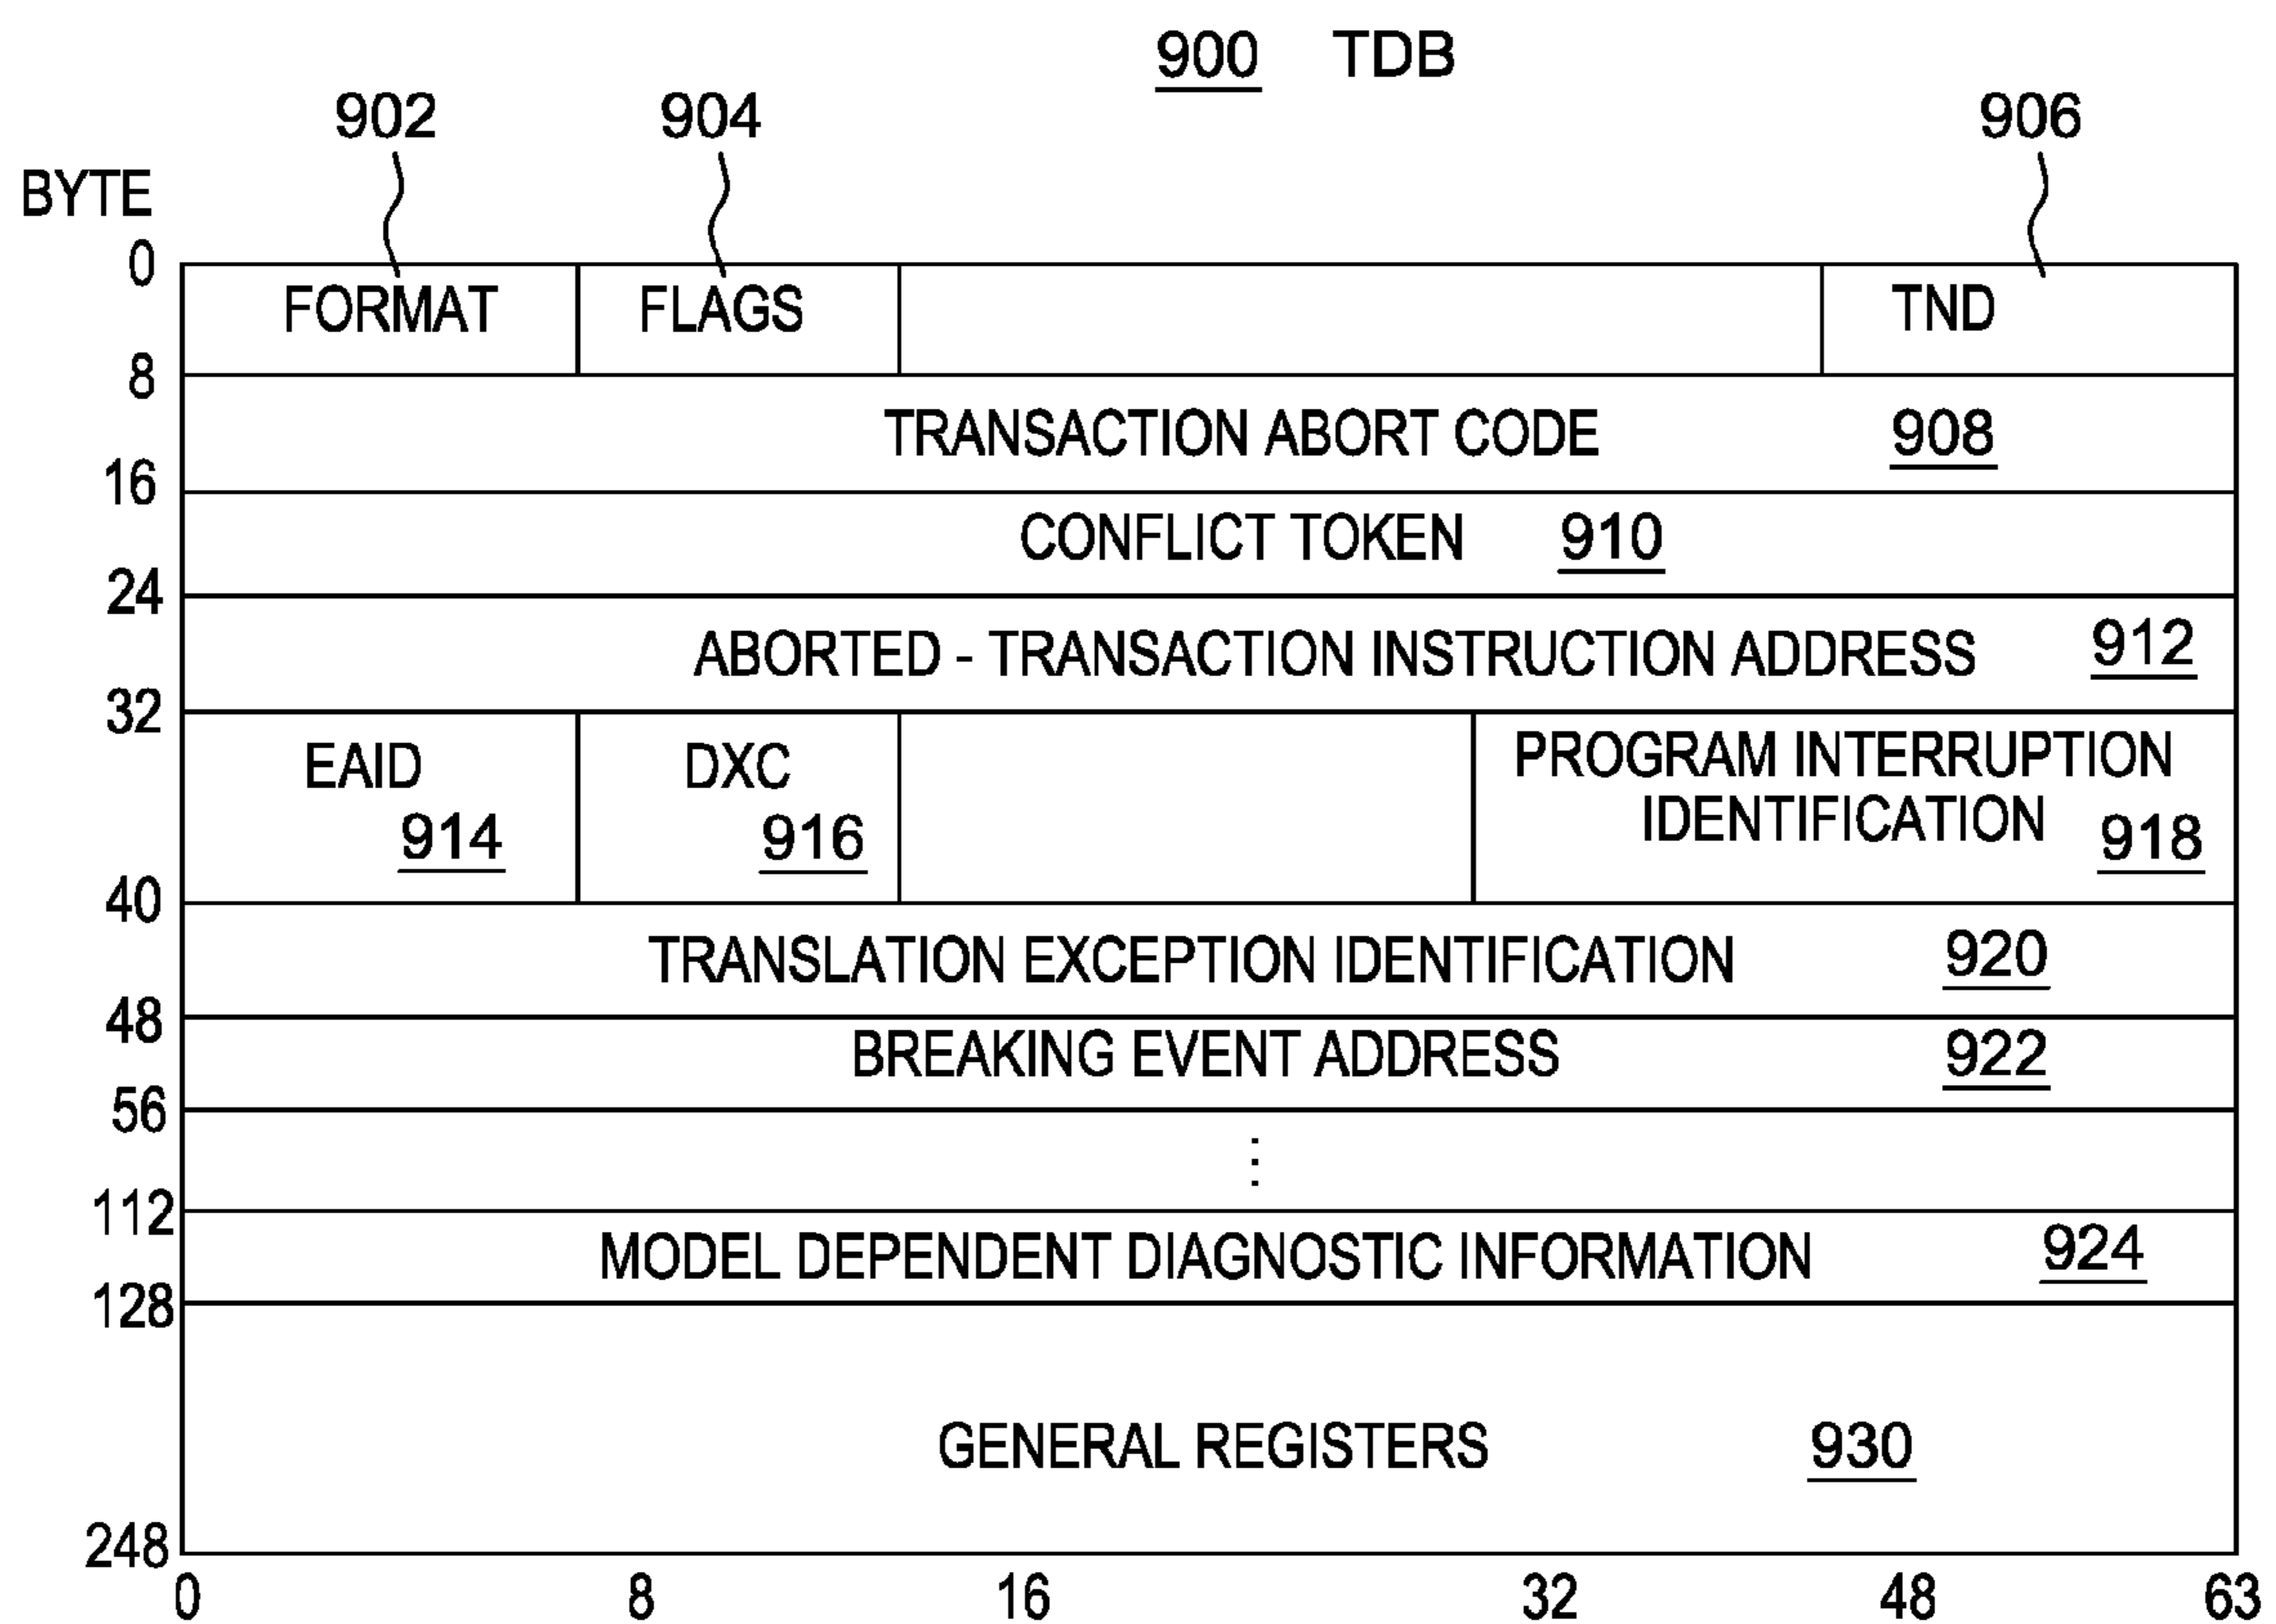 900 TDB
902 904 906
BYTE
0
FORMAT FLAGS TND
8
TRANSACTION ABORT CODE 908
16
CONFLICT TOKEN 910
24
ABORTED - TRANSACTION INSTRUCTION ADDRESS 912
32
EAID DXC PROGRAM INTERRUPTION
914 916 IDENTIFICATION 918
40
TRANSLATION EXCEPTION IDENTIFICATION 920
48
BREAKING EVENT ADDRESS 922
56
⋮
112
MODEL DEPENDENT DIAGNOSTIC INFORMATION 924
128
GENERAL REGISTERS 930
248
0 8 16 32 48 63